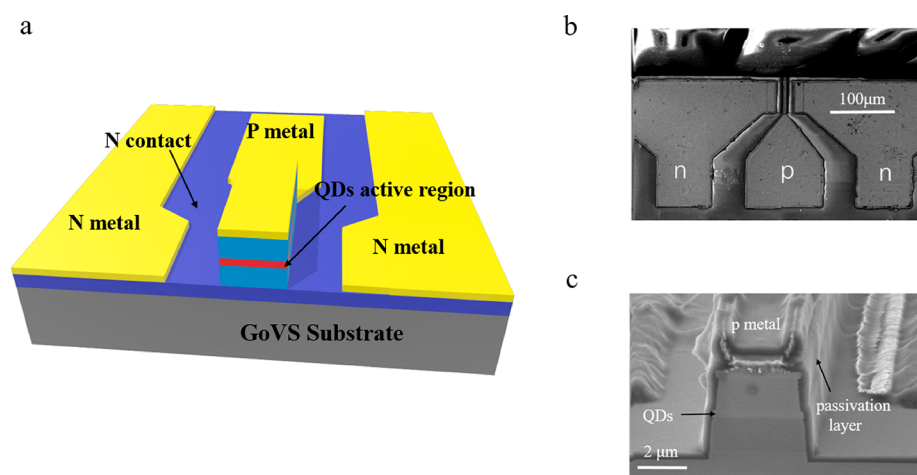 a
P metal
N contact
QDs active region
N metal
N metal
GoVS Substrate
b
100μm
n
p
n
c
p metal
QDs
passivation
layer
2 μm